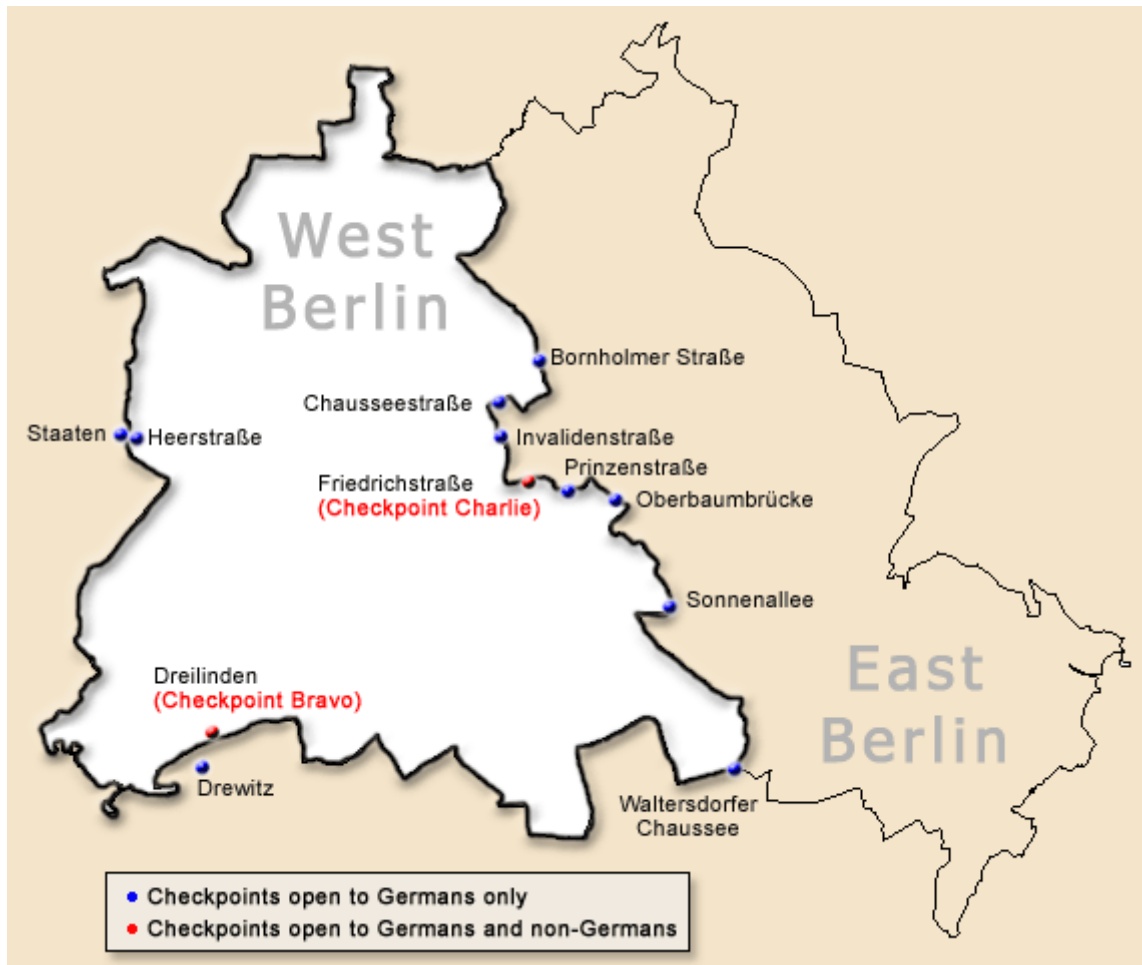 West
Berlin
Bornholmer Straße
Chausseestraße
Staaten
Heerstraße
Invalidenstraße
Prinzenstraße
Friedrichstraße
(Checkpoint Charlie)
Oberbaumbrücke
Sonnenallee
East
Berlin
Dreilinden
(Checkpoint Bravo)
Drewitz
Waltersdorfer
Chaussee
Checkpoints open to Germans only
Checkpoints open to Germans and non-Germans